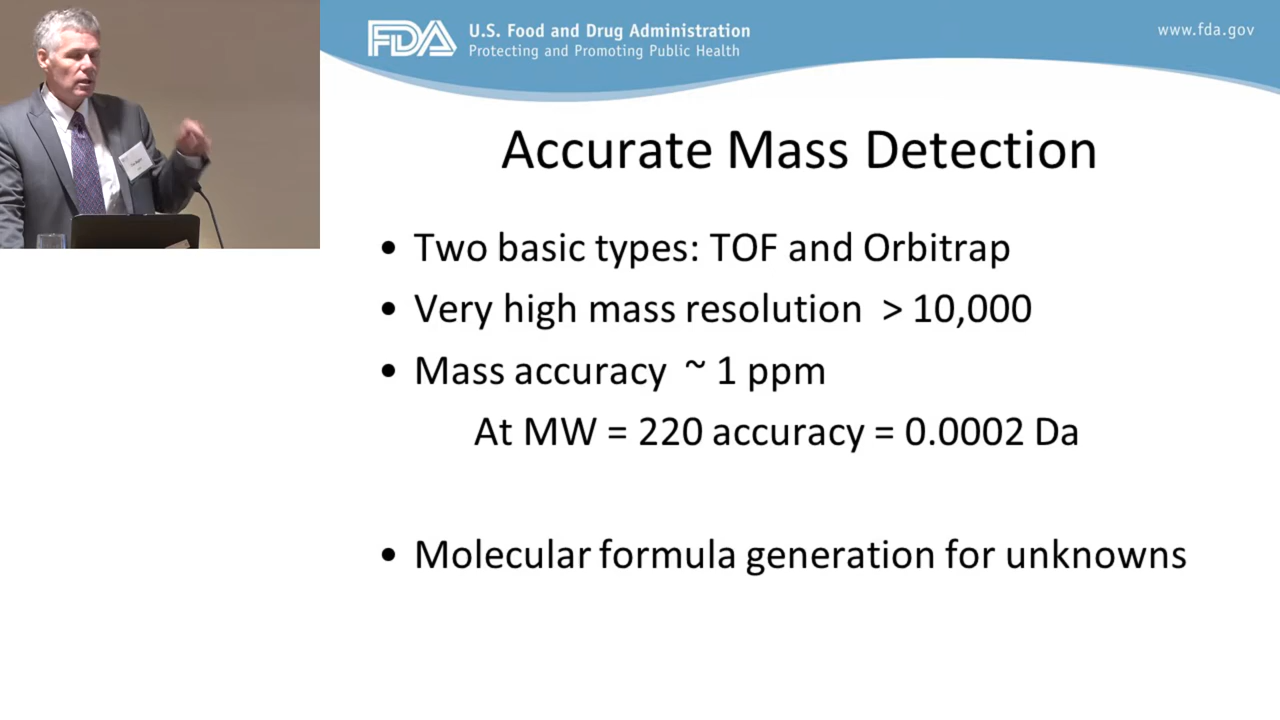 FDA
U.S. Food and Drug Administration
Protecting and Promoting Public Health
www.fda.gov
Accurate Mass Detection
• Two basic types: TOF and Orbitrap
• Very high mass resolution > 10,000
• Mass accuracy ~ 1 ppm
At MW = 220 accuracy = 0.0002 Da
• Molecular formula generation for unknowns